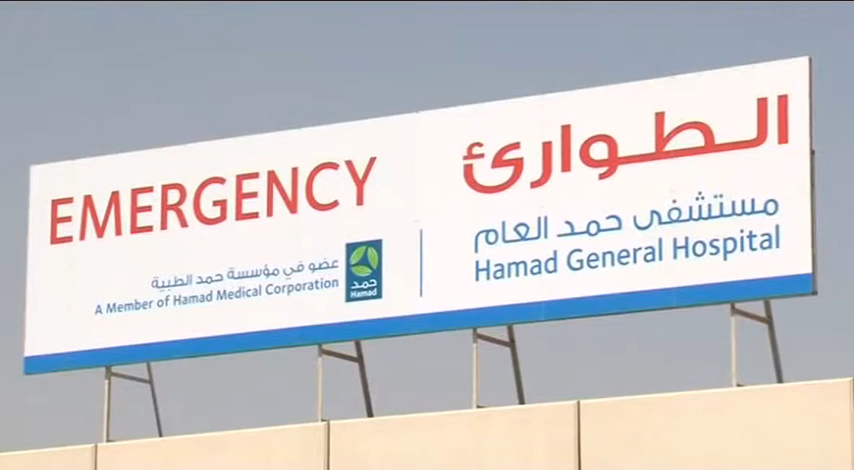 EMERGENCY
الطوارئ
عضو في مؤسسة حمد الطبية
A Member of Hamad Medical Corporation
حمد
Hamad
مستشفى حمد العام
Hamad General Hospital